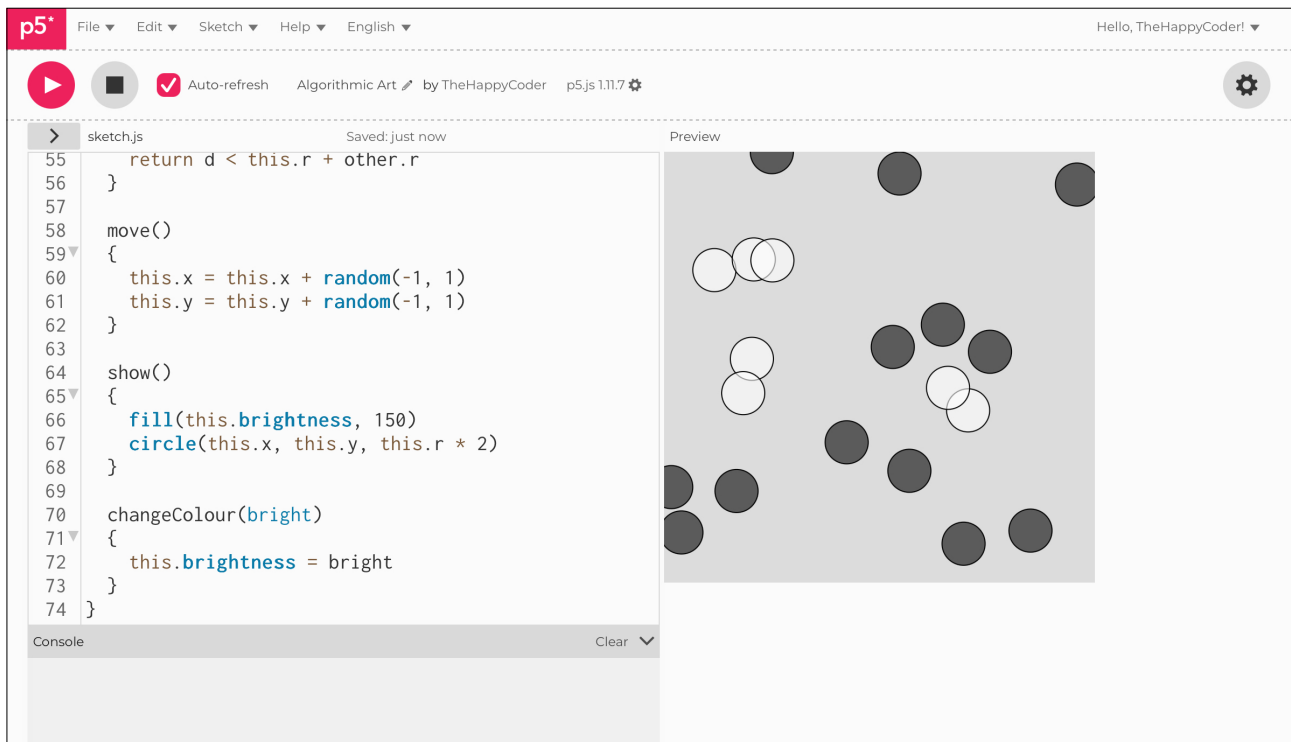 p5* File Edit Sketch Help English Hello, TheHappyCoder!
Auto-refresh Algorithmic Art by TheHappyCoder p5.js 1.11.7
> sketch.js Saved: just now Preview
55 return d < this.r + other.r
56 }
57
58 move()
59 {
60 this.x = this.x + random(-1, 1)
61 this.y = this.y + random(-1, 1)
62 }
63
64 show()
65 {
66 fill(this.brightness, 150)
67 circle(this.x, this.y, this.r * 2)
68 }
69
70 changeColour(bright)
71 {
72 this.brightness = bright
73 }
74 }
Console Clear